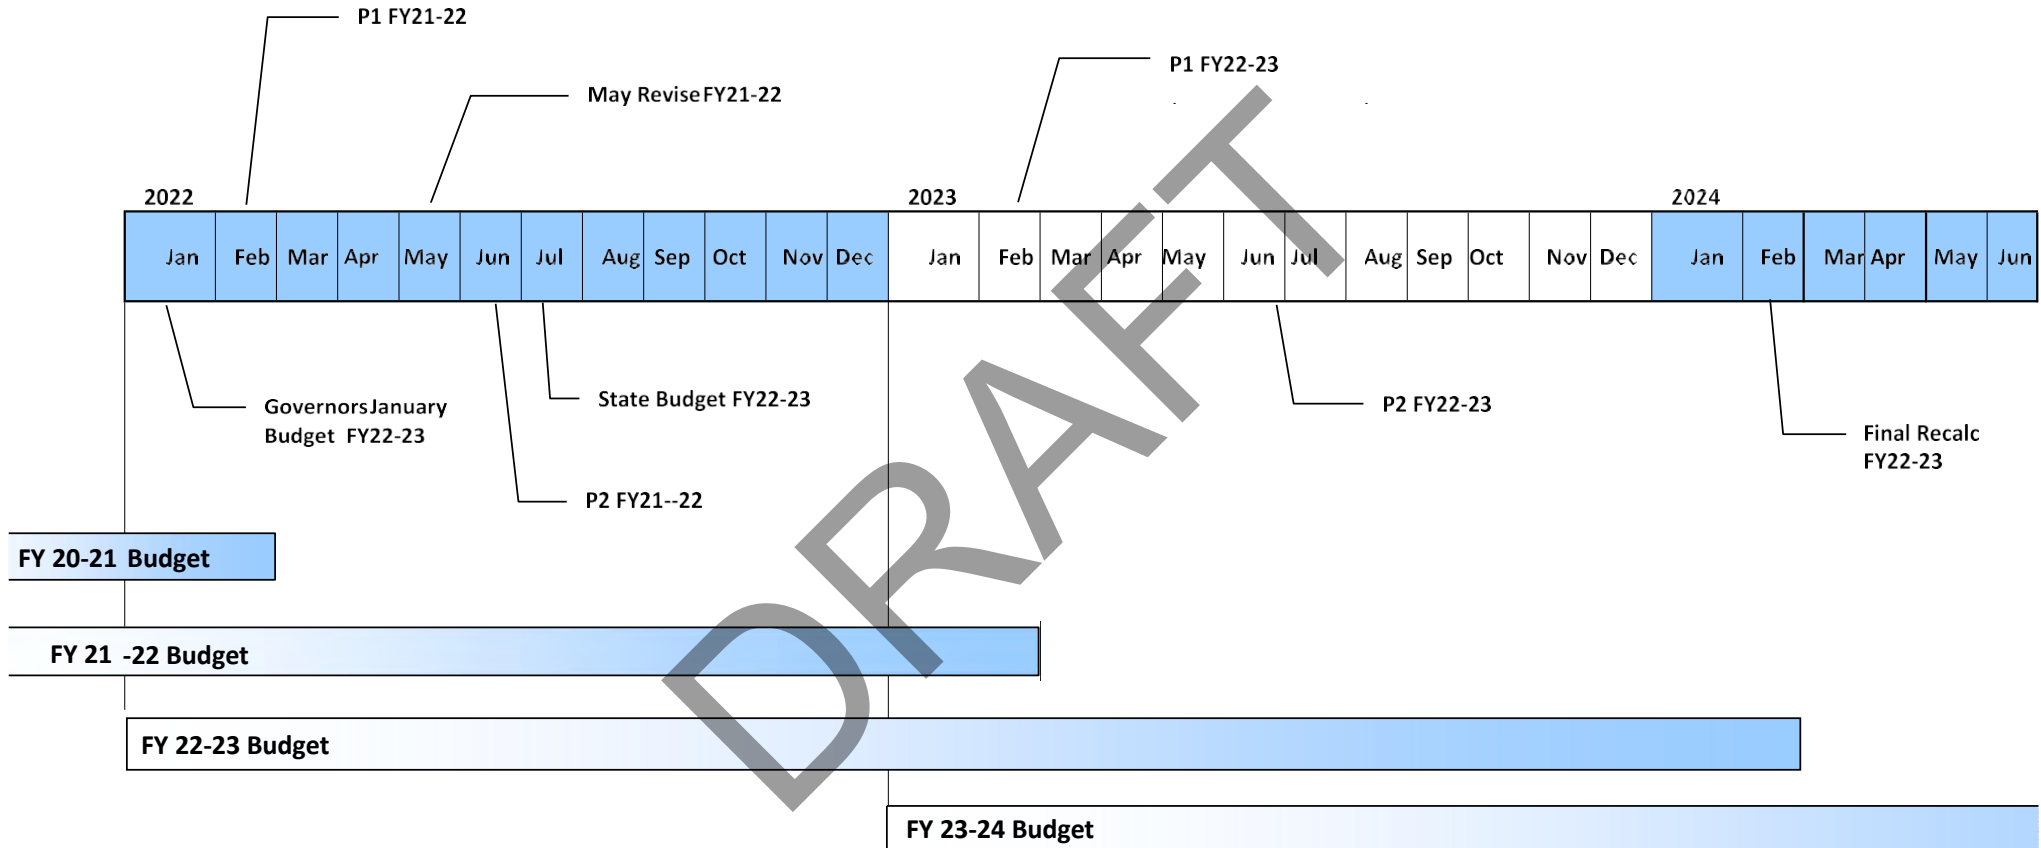 P1 FY21-22
P1 FY22-23
May Revise FY21-22
2022
2023
2024
Jan Feb Mar Apr May Jun Jul Aug Sep Oct Nov Dec Jan Feb Mar Apr May Jun Jul Aug Sep Oct Nov Dec Jan Feb Mar Apr May Jun
Governors January
Budget FY22-23
State Budget FY22-23
P2 FY22-23
Final Recalc
FY22-23
P2 FY21--22
FY 20-21 Budget
FY 21 -22 Budget
FY 22-23 Budget
FY 23-24 Budget
DRAFT